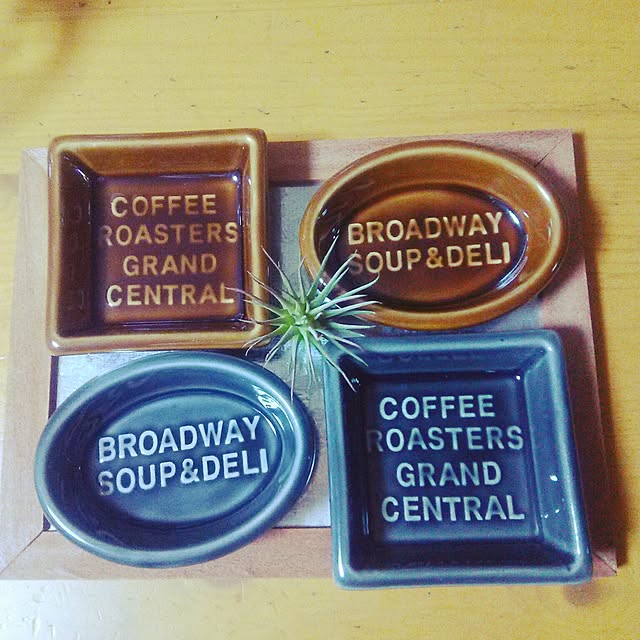 COFFEE
ROASTERS
GRAND
CENTRAL
BROADWAY
SOUP&DELI
BROADWAY
SOUP&DELI
COFFEE
ROASTERS
GRAND
CENTRAL